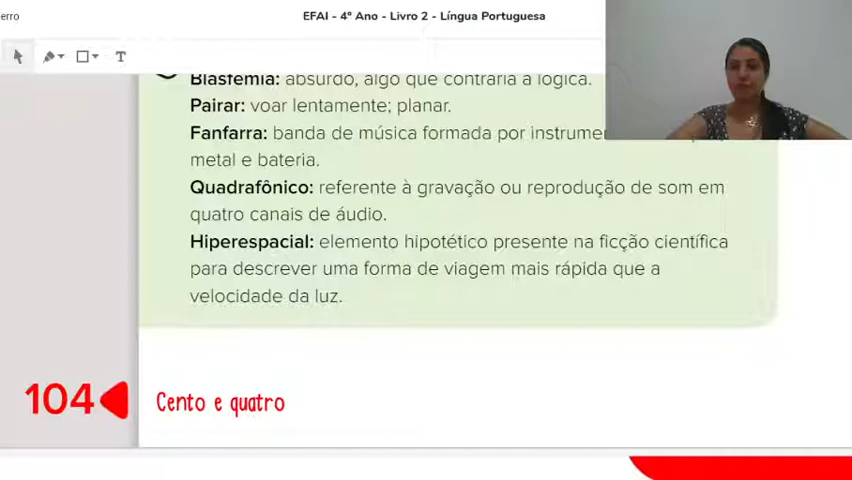 erro
EFAI - 4º Ano - Livro 2 - Língua Portuguesa
T
Blasfêmia: absurdo, algo que contraria a lógica.
Pairar: voar lentamente; planar.
Fanfarra: banda de música formada por
metal e bateria.
Quadrafônico: referente à gravação ou reprodução de som em
quatro canais de áudio.
Hiperespacial: elemento hipotético presente na ficção científica
para descrever uma forma de viagem mais rápida que a
velocidade da luz.
104 Cento e quatro